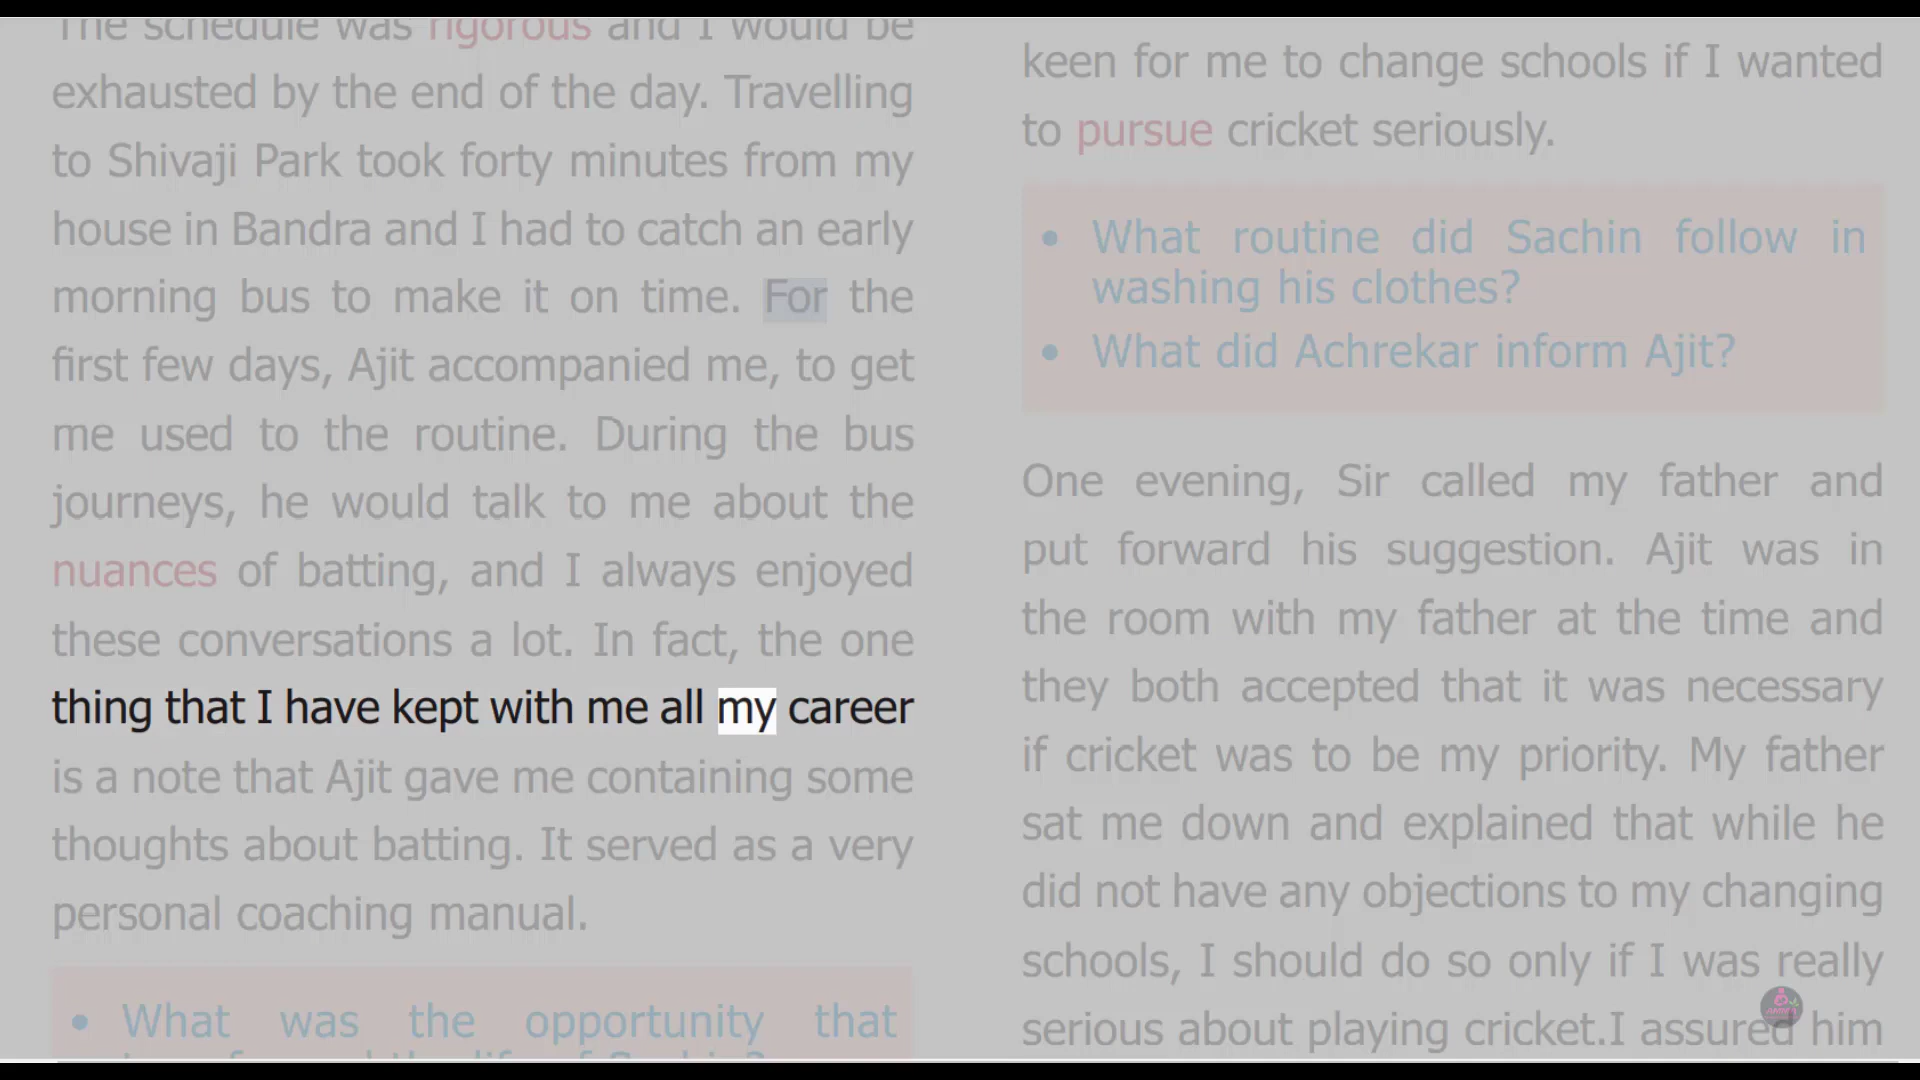 The schedule was rigorous and I would be
exhausted by the end of the day. Travelling
to Shivaji Park took forty minutes from my
house in Bandra and I had to catch an early
morning bus to make it on time. For the
first few days, Ajit accompanied me, to get
me used to the routine. During the bus
journeys, he would talk to me about the
nuances of batting, and I always enjoyed
these conversations a lot. In fact, the one
thing that I have kept with me all my career
is a note that Ajit gave me containing some
thoughts about batting. It served as a very
personal coaching manual.
• What was the opportunity that
keen for me to change schools if I wanted
to pursue cricket seriously.
• What routine did Sachin follow in
washing his clothes?
• What did Achrekar inform Ajit?
One evening, Sir called my father and
put forward his suggestion. Ajit was in
the room with my father at the time and
they both accepted that it was necessary
if cricket was to be my priority. My father
sat me down and explained that while he
did not have any objections to my changing
schools, I should do so only if I was really
serious about playing cricket.I assured him